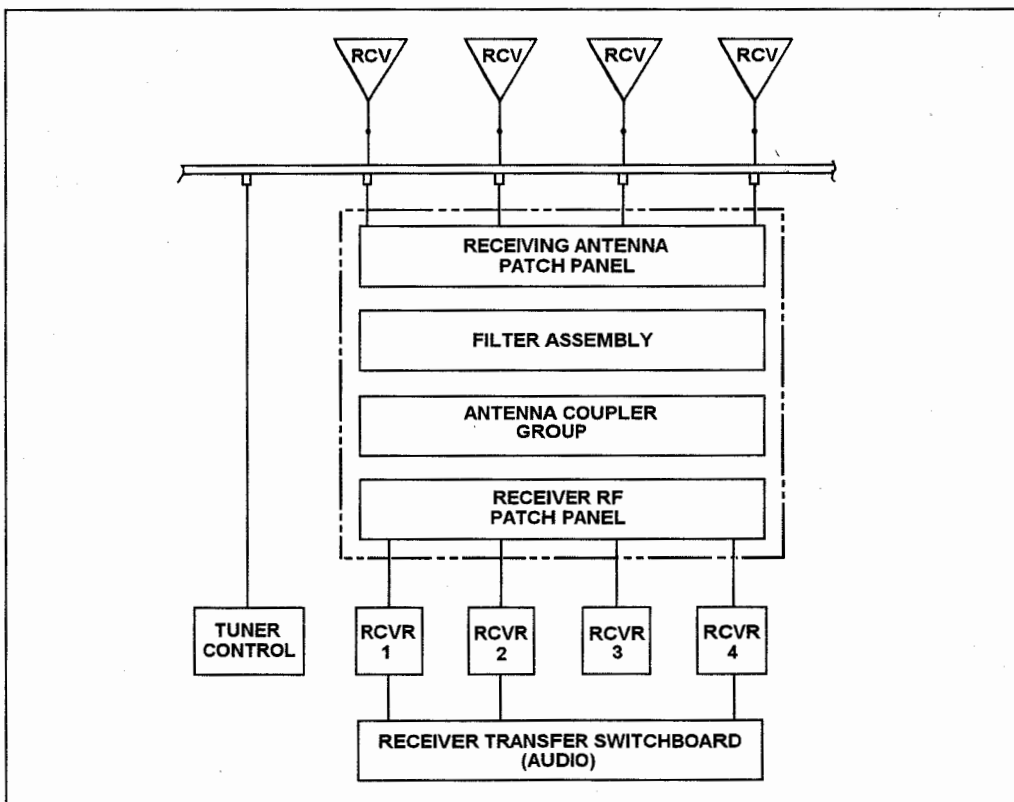 RCV RCV RCV RCV
RECEIVING ANTENNA
PATCH PANEL
FILTER ASSEMBLY
ANTENNA COUPLER
GROUP
RECEIVER RF
PATCH PANEL
TUNER
CONTROL
RCVR
1
RCVR
2
RCVR
3
RCVR
4
RECEIVER TRANSFER SWITCHBOARD
(AUDIO)